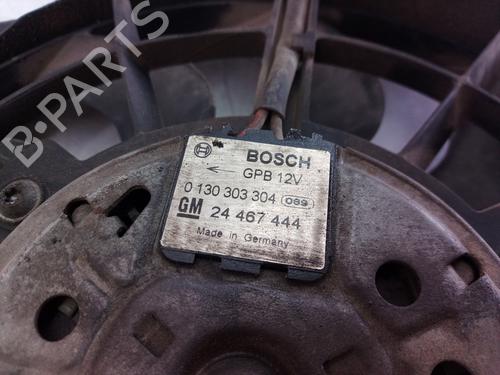 BOSCH
← GPB 12V
0 130 303 304 069
GM 24 467 444
Made in Germany
B-PARTS